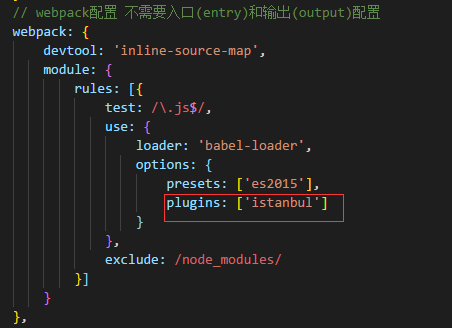 // webpack配置 不需要入口(entry)和输出(output)配置
webpack: {
devtool: 'inline-source-map',
module: {
rules: [{
test: /\.js$/,
use: {
loader: 'babel-loader',
options: {
presets: ['es2015'],
plugins: ['istanbul']
}
},
exclude: /node_modules/
}]
}
},